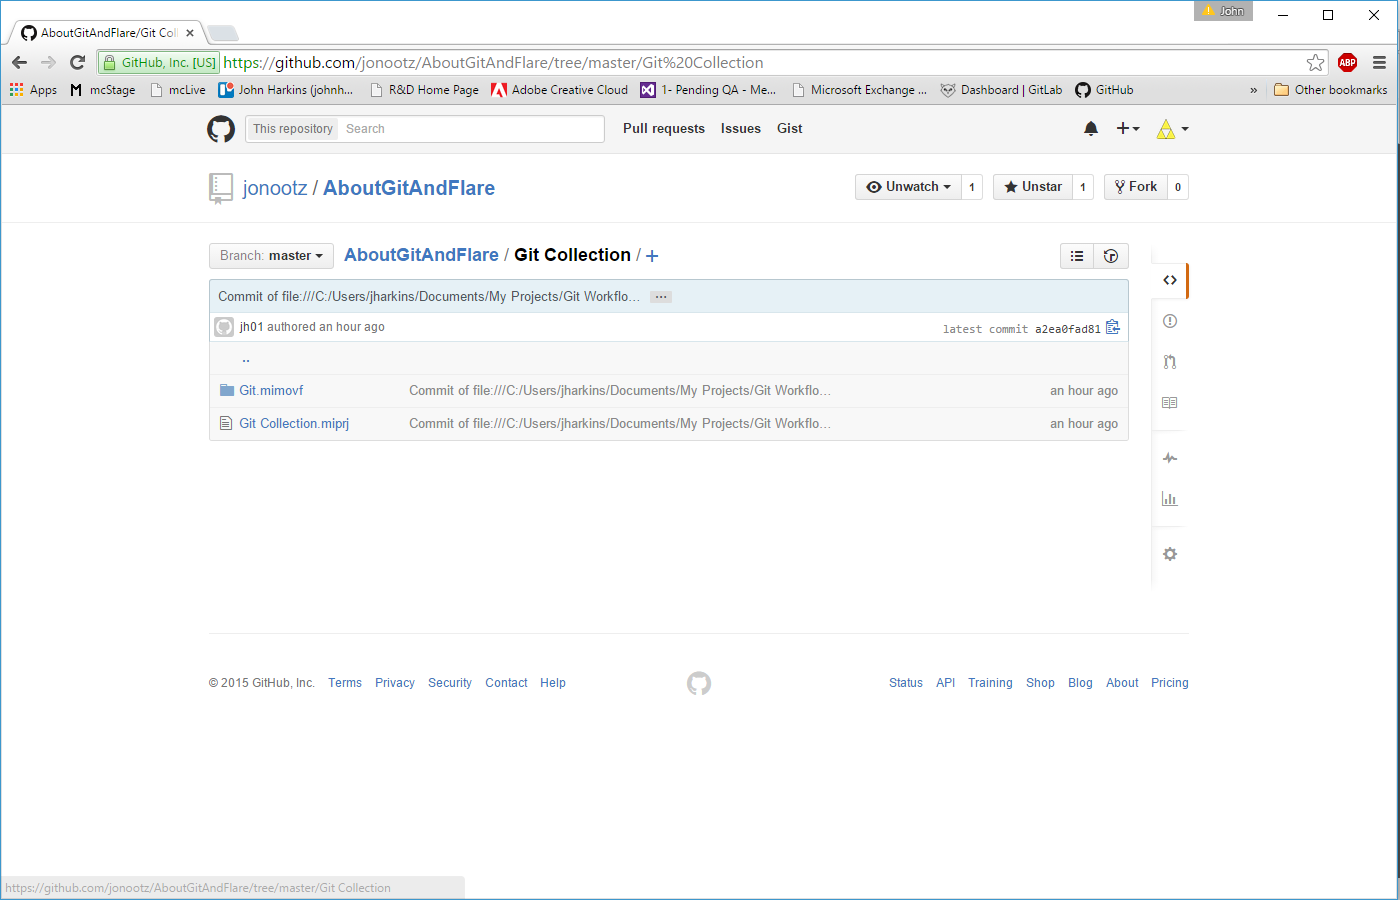 John
AboutGitAndFlare/Git Col
GitHub, Inc. [US] https://github.com/jonootz/AboutGitAndFlare/tree/master/Git%20Collection
ABP
Apps M mcStage mcLive John Harkins (johnh... R&D Home Page Adobe Creative Cloud 1- Pending QA - Me... Microsoft Exchange ... Dashboard | GitLab GitHub » Other bookmarks
This repository Search Pull requests Issues Gist
jonootz / AboutGitAndFlare Unwatch 1 Unstar 1 Fork 0
Branch: master AboutGitAndFlare / Git Collection / +
Commit of file:///C:/Users/jharkins/Documents/My Projects/Git Workflo… …
jh01 authored an hour ago latest commit a2ea0fad81
..
Git.mimovf Commit of file:///C:/Users/jharkins/Documents/My Projects/Git Workflo… an hour ago
Git Collection.miprj Commit of file:///C:/Users/jharkins/Documents/My Projects/Git Workflo… an hour ago
© 2015 GitHub, Inc. Terms Privacy Security Contact Help Status API Training Shop Blog About Pricing
https://github.com/jonootz/AboutGitAndFlare/tree/master/Git Collection